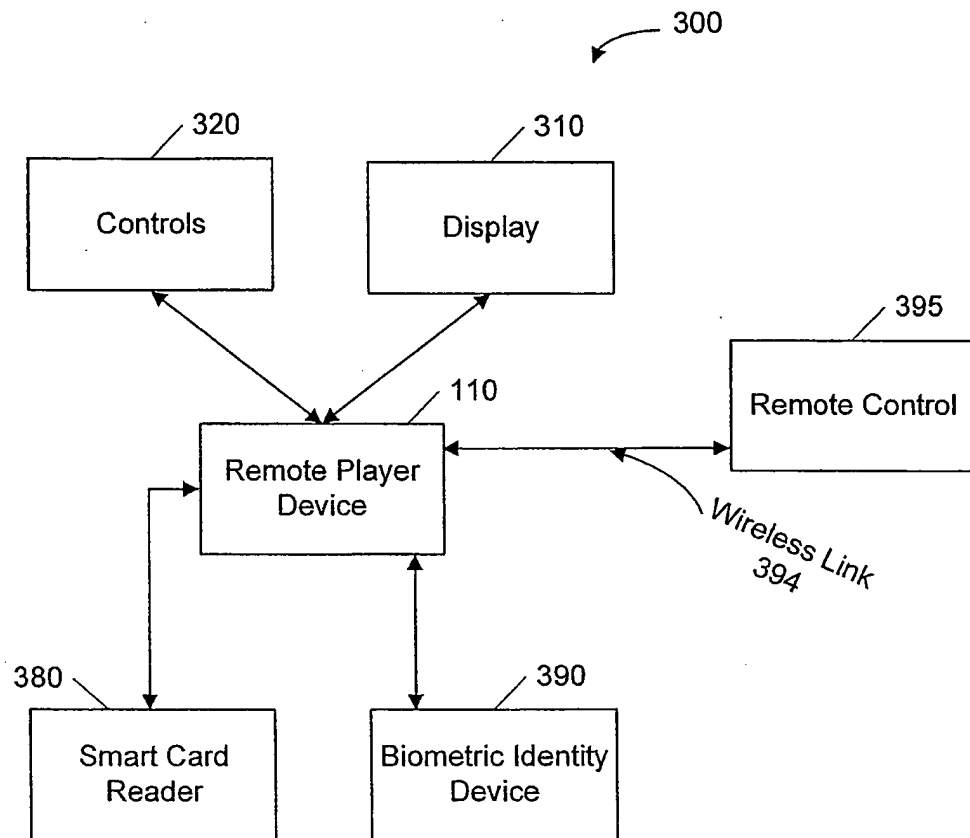 300
320
310
Controls
Display
395
Remote Control
110
Remote Player
Device
Wireless Link
394
380
390
Smart Card
Reader
Biometric Identity
Device